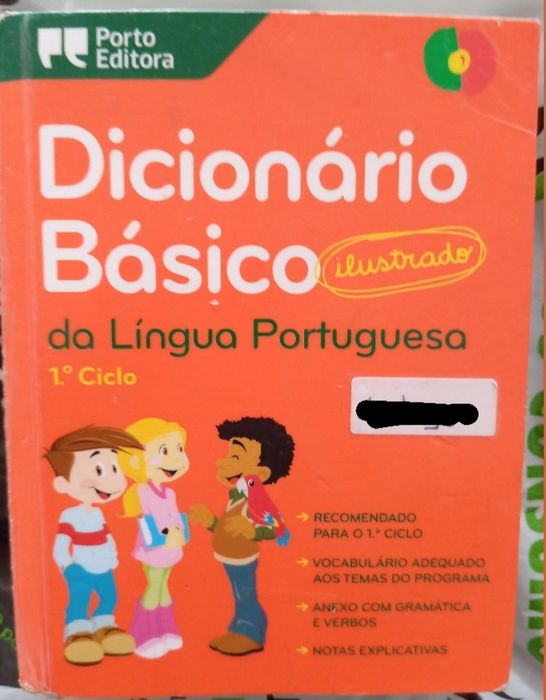 Porto
Editora
Dicionário
Básico
ilustrado
da Língua Portuguesa
1.º Ciclo
→ RECOMENDADO
PARA O 1.º CICLO
→ VOCABULÁRIO ADEQUADO
AOS TEMAS DO PROGRAMA
→ ANEXO COM GRAMÁTICA
E VERBOS
→ NOTAS EXPLICATIVAS